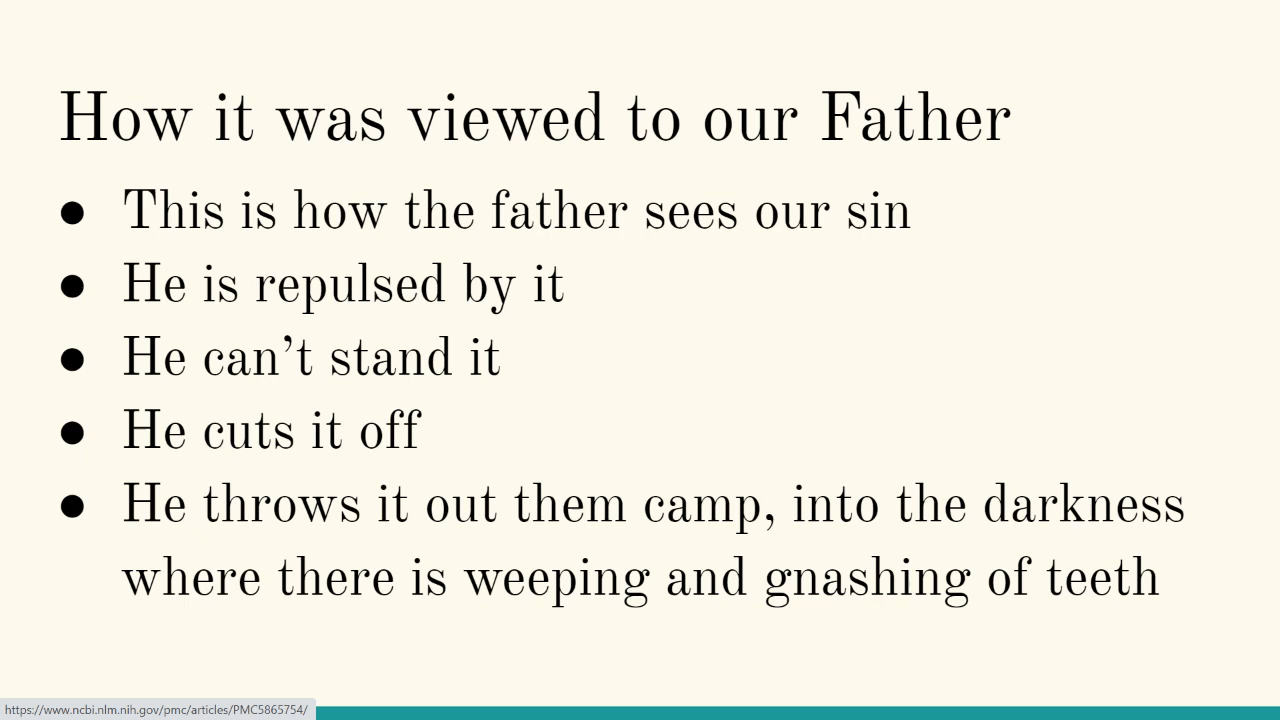 How it was viewed to our Father
● This is how the father sees our sin
● He is repulsed by it
● He can’t stand it
● He cuts it off
● He throws it out them camp, into the darkness
where there is weeping and gnashing of teeth
https://www.ncbi.nlm.nih.gov/pmc/articles/PMC5865754/